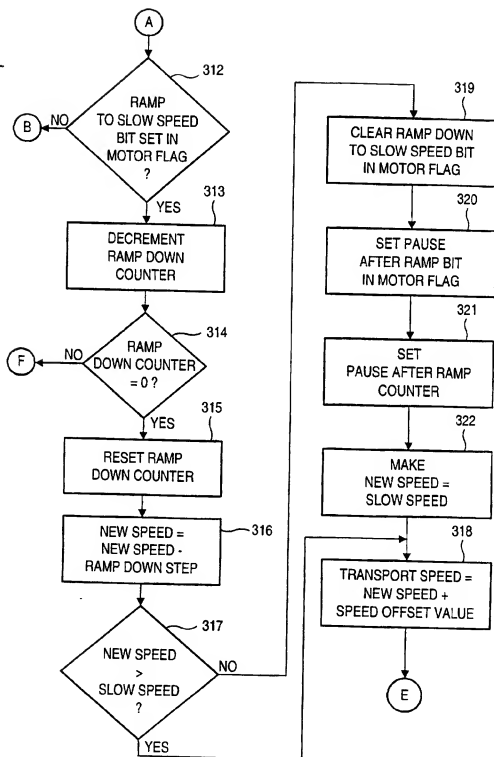 A
312
RAMP
TO SLOW SPEED
BIT SET IN
MOTOR FLAG
?
NO
B
YES
313
DECREMENT
RAMP DOWN
COUNTER
314
RAMP
DOWN COUNTER
= 0 ?
NO
F
YES
315
RESET RAMP
DOWN COUNTER
316
NEW SPEED =
NEW SPEED -
RAMP DOWN STEP
317
NEW SPEED
>
SLOW SPEED
?
NO
YES
319
CLEAR RAMP DOWN
TO SLOW SPEED BIT
IN MOTOR FLAG
320
SET PAUSE
AFTER RAMP BIT
IN MOTOR FLAG
321
SET
PAUSE AFTER RAMP
COUNTER
322
MAKE
NEW SPEED =
SLOW SPEED
318
TRANSPORT SPEED =
NEW SPEED +
SPEED OFFSET VALUE
E